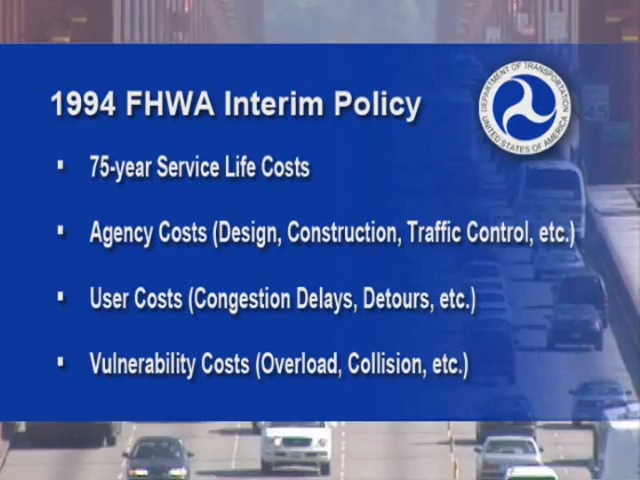 1994 FHWA Interim Policy
DEPARTMENT OF TRANSPORTATION
UNITED STATES OF AMERICA
▪ 75-year Service Life Costs
▪ Agency Costs (Design, Construction, Traffic Control, etc.)
▪ User Costs (Congestion Delays, Detours, etc.)
▪ Vulnerability Costs (Overload, Collision, etc.)